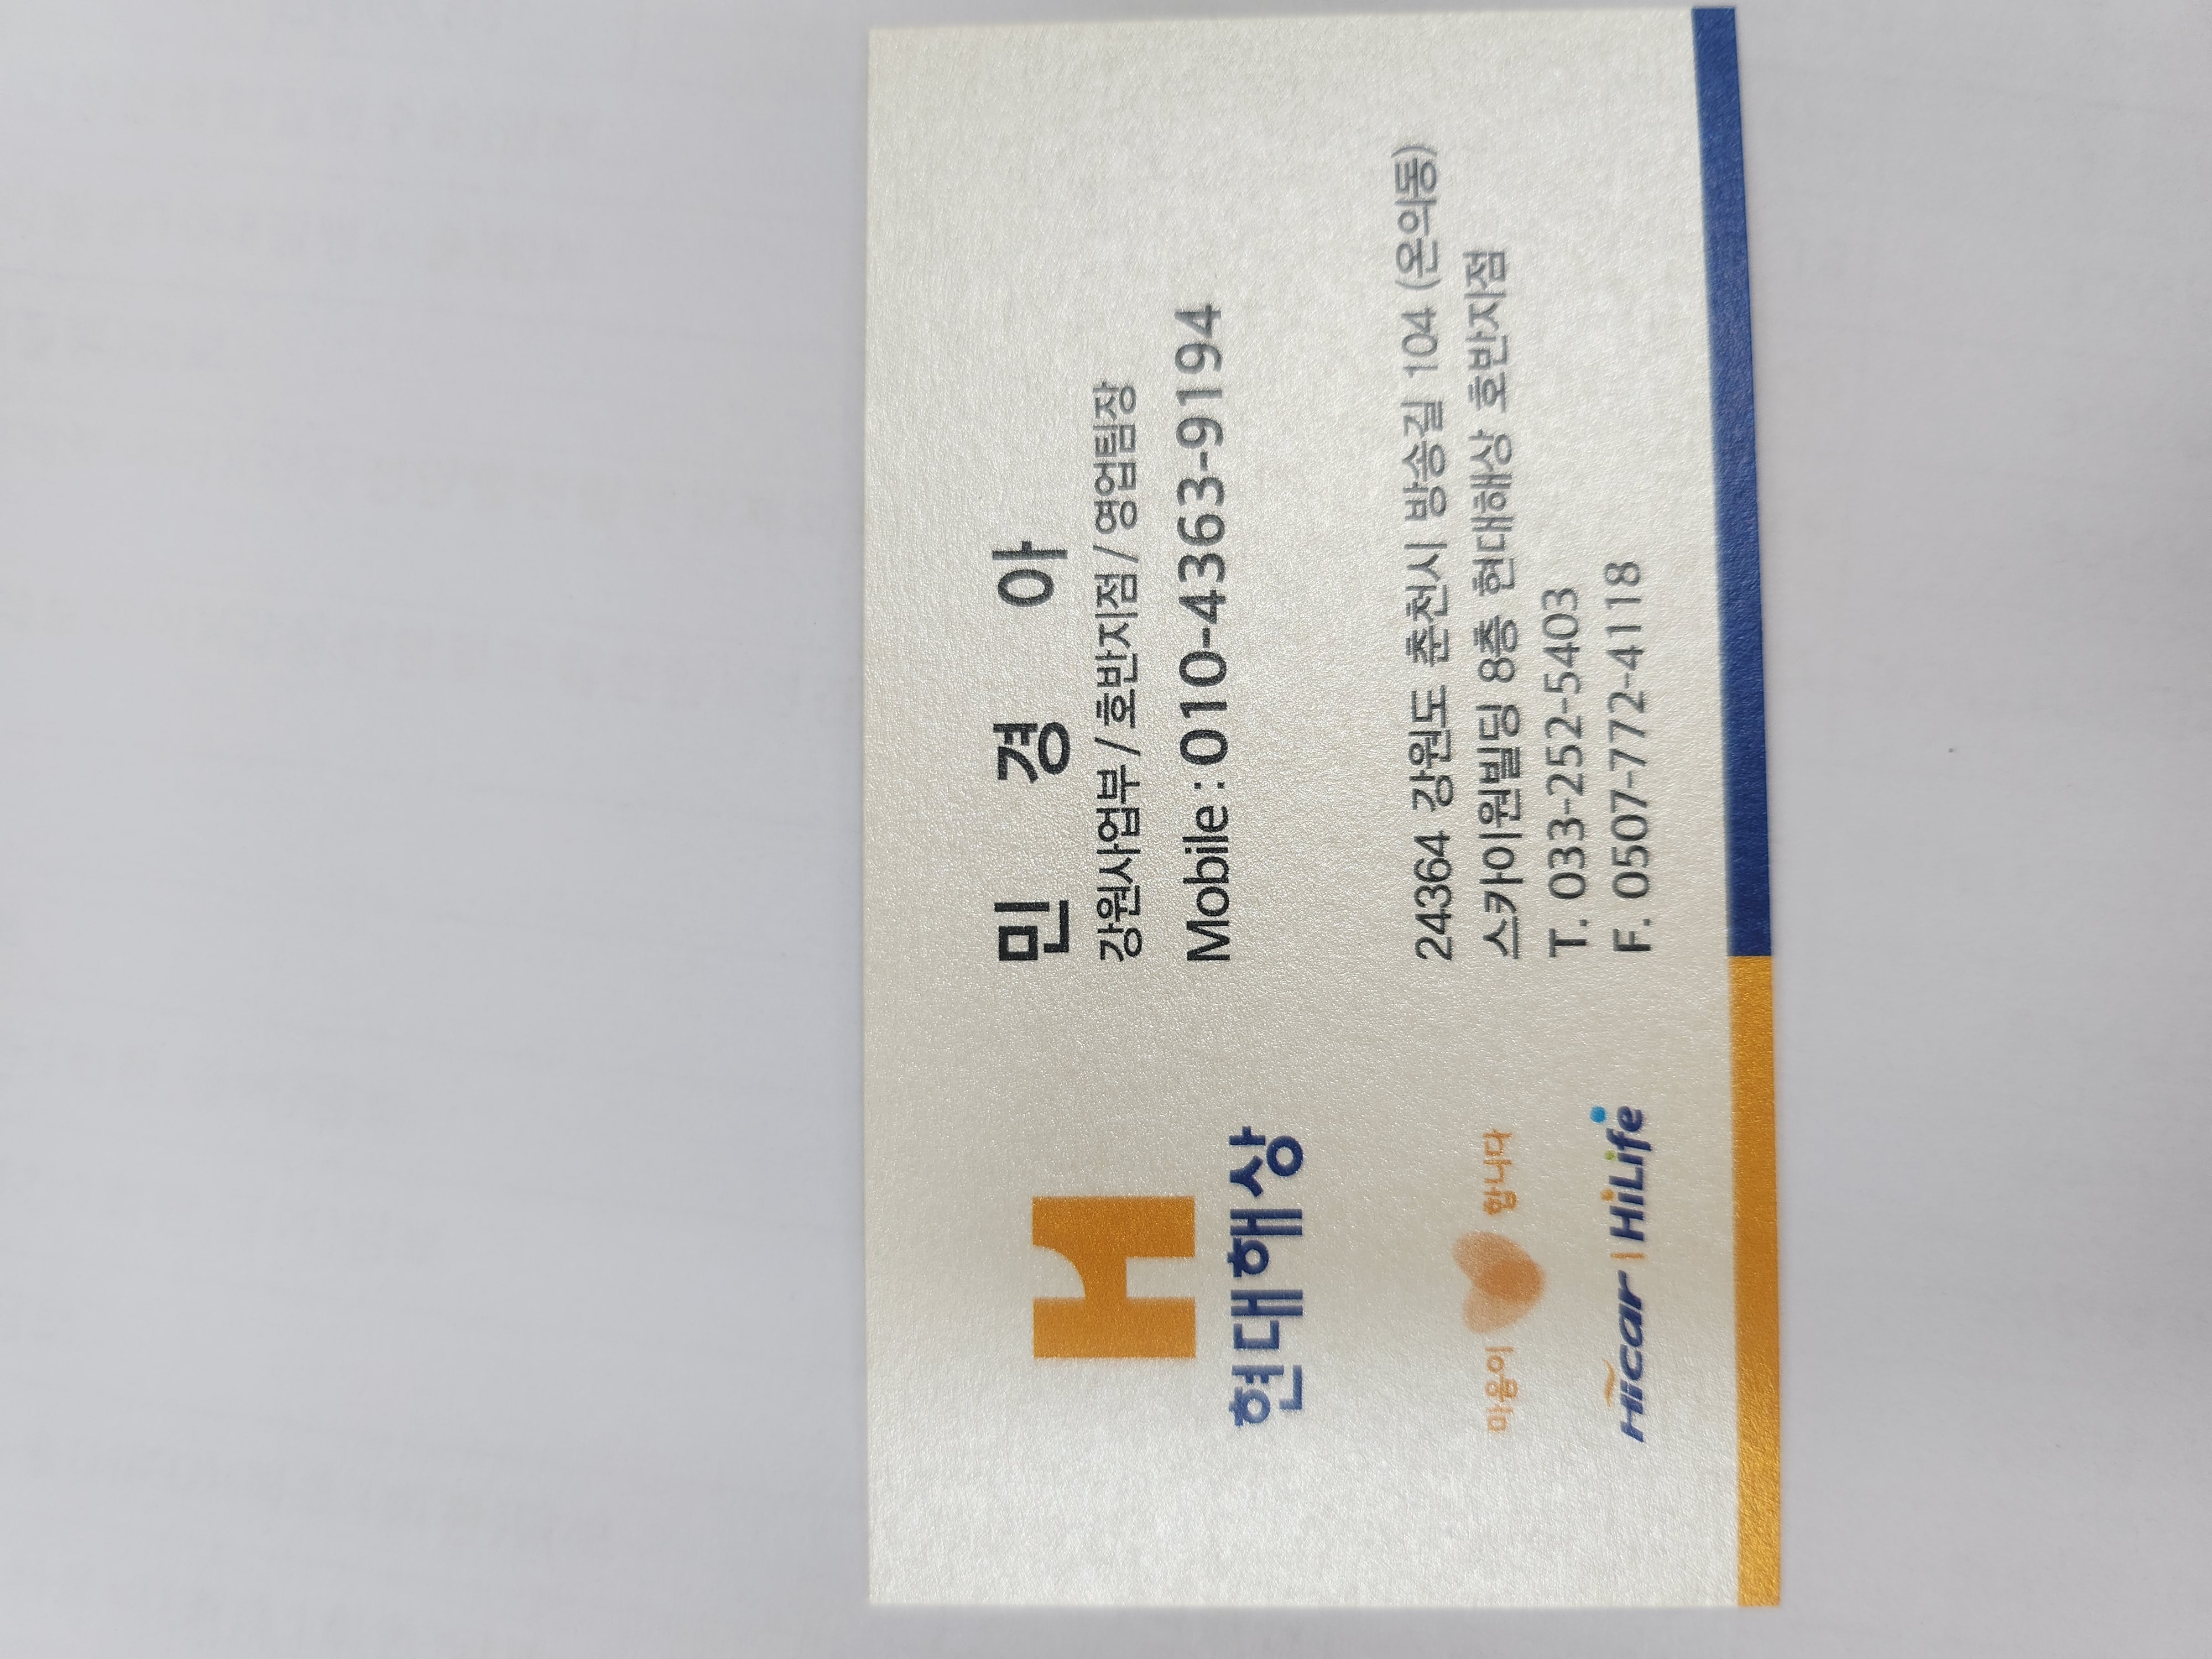 민 경 아
강원사업부 / 호반지점 / 영업팀장
Mobile : 010-4363-9194
24364 강원도 춘천시 방송길 104 (온의동)
스카이원빌딩 8층 현대해상 호반지점
T. 033-252-5403
F. 0507-772-4118
H
현대해상
마음이 합니다
Hicar | HiLife